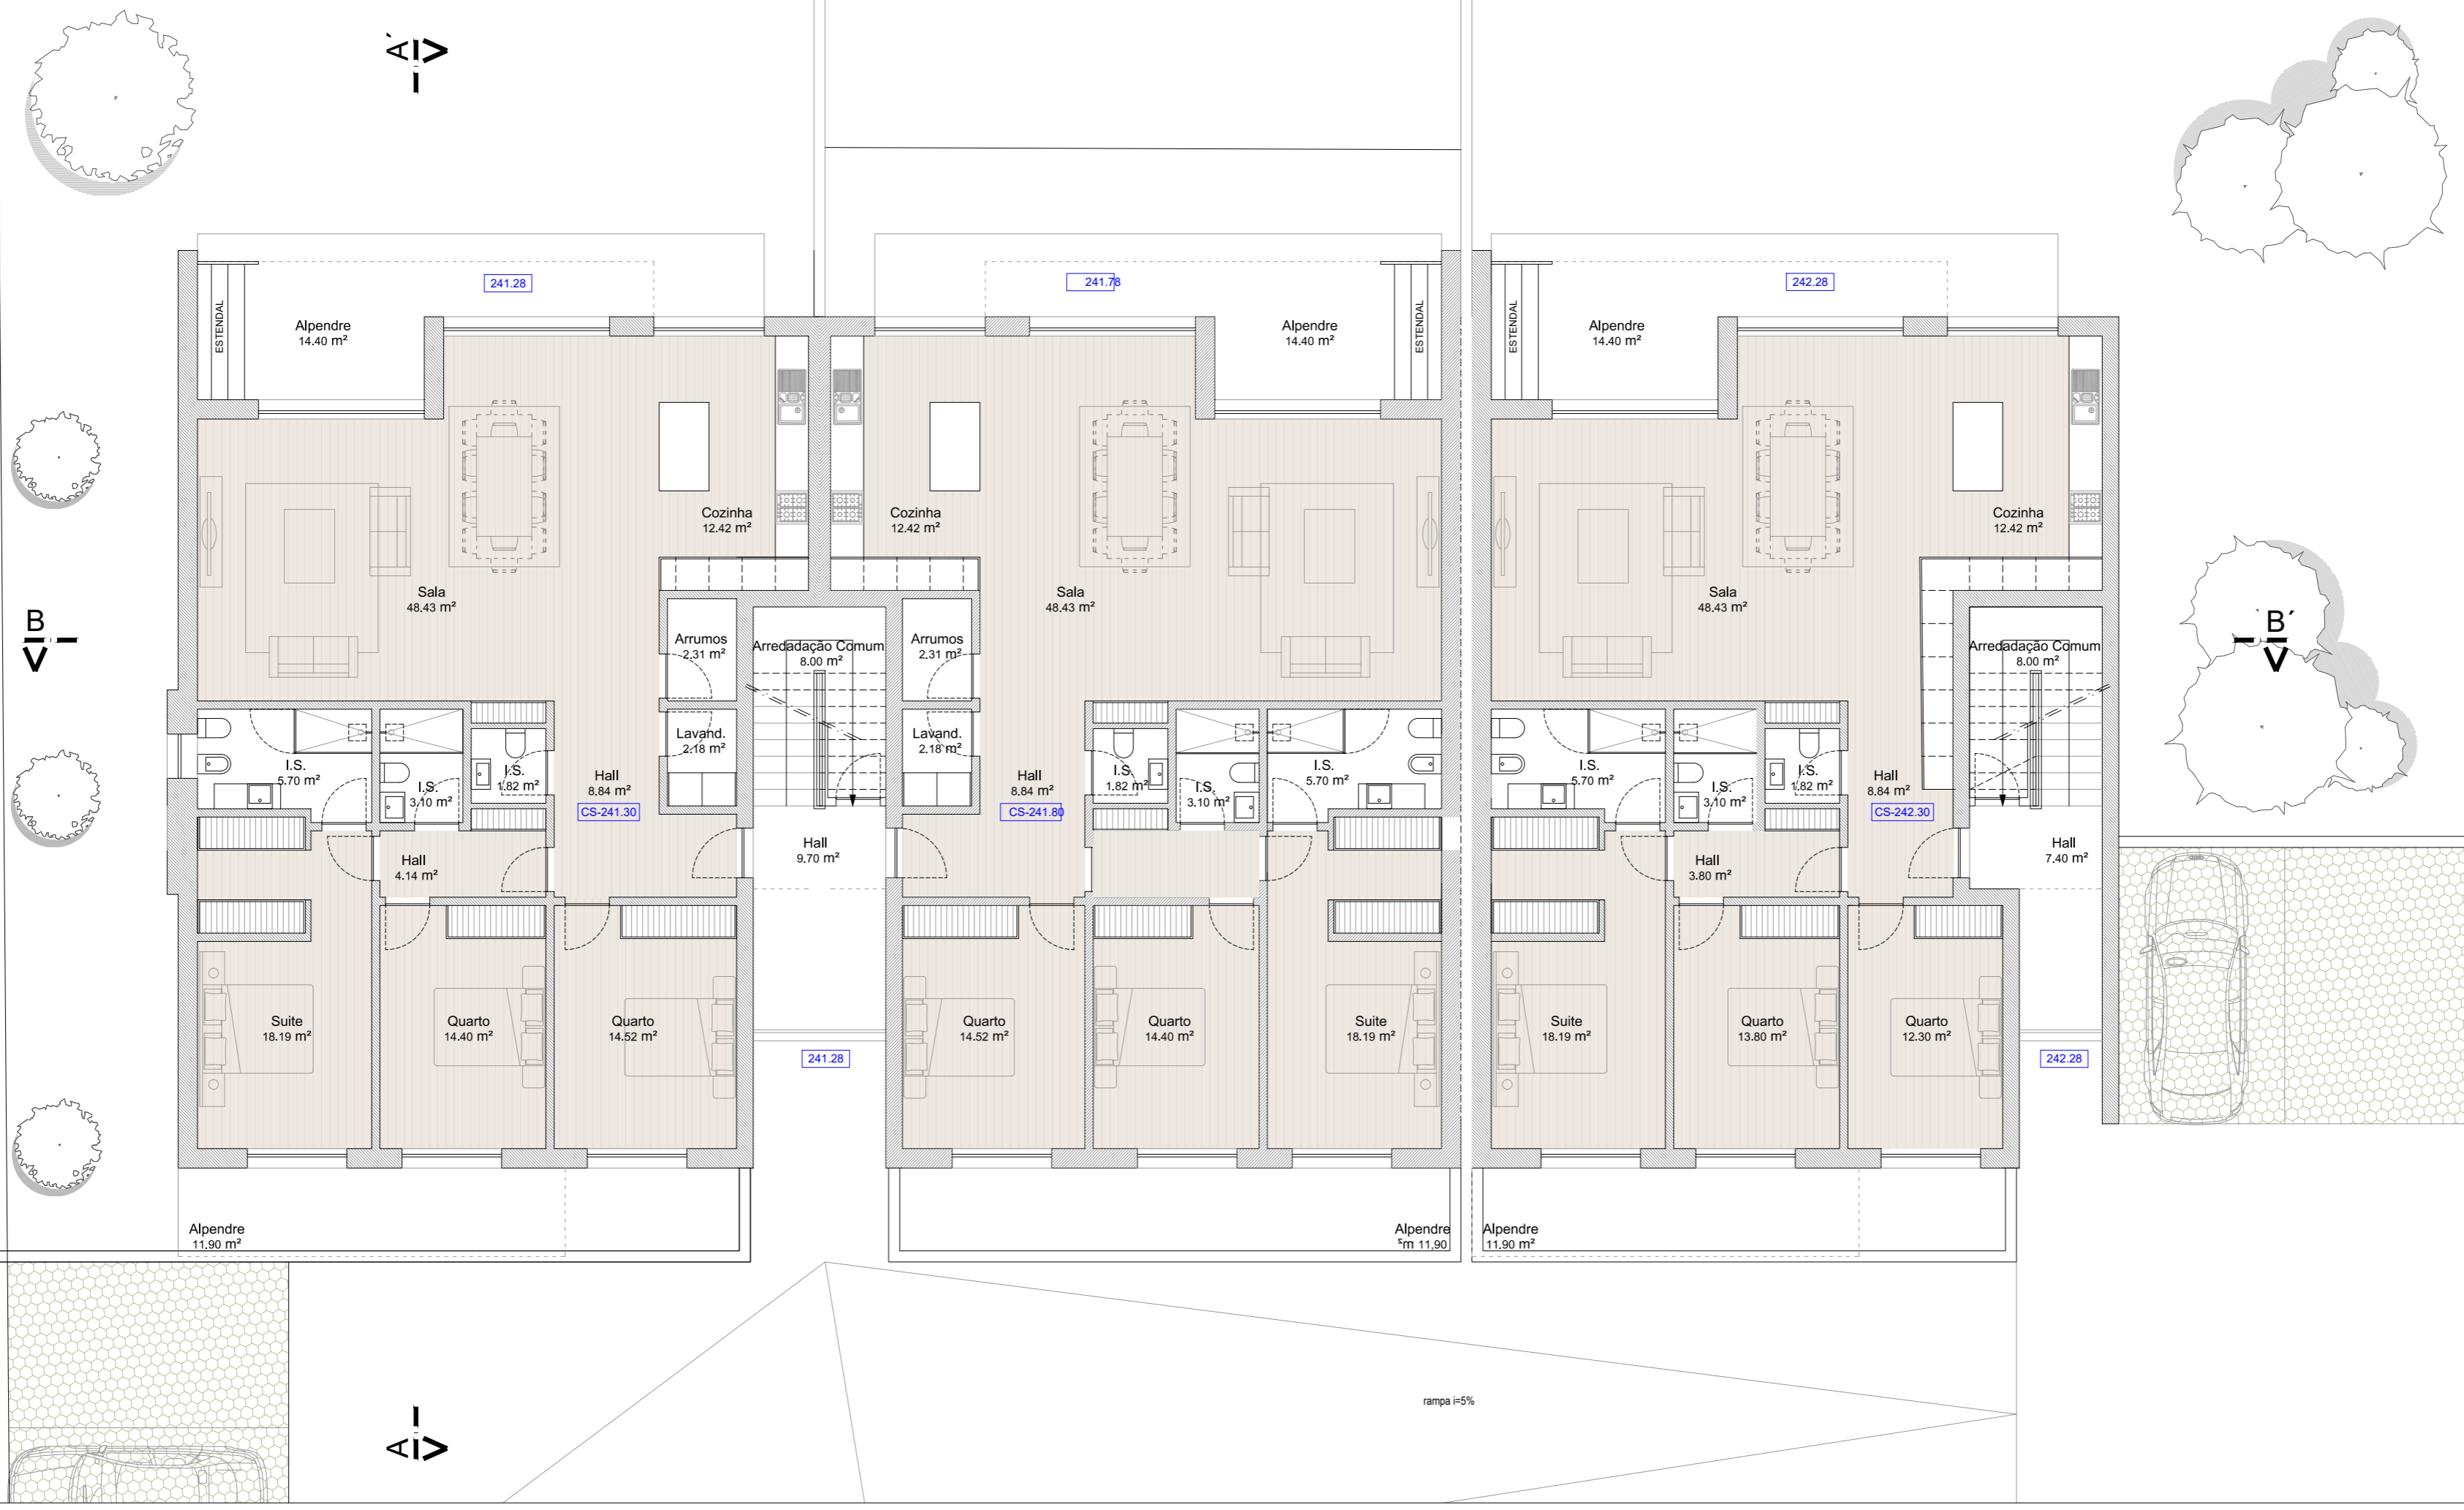 A´
241.28
241.78
242.28
ESTENDAL
Alpendre
14.40 m²
Alpendre
14.40 m²
ESTENDAL
ESTENDAL
Alpendre
14.40 m²
Cozinha
12.42 m²
Cozinha
12.42 m²
Cozinha
12.42 m²
Sala
48.43 m²
Sala
48.43 m²
Sala
48.43 m²
B
B´
Arrumos
2.31 m²
Arredadação Comum
8.00 m²
Arrumos
2.31 m²
Arredadação Comum
8.00 m²
Lavand.
2.18 m²
Lavand.
2.18 m²
I.S.
5.70 m²
I.S.
3.10 m²
I.S.
1.82 m²
Hall
8.84 m²
CS-241.30
Hall
8.84 m²
CS-241.80
I.S.
1.82 m²
I.S.
3.10 m²
I.S.
5.70 m²
I.S.
5.70 m²
I.S.
3.10 m²
I.S.
1.82 m²
Hall
8.84 m²
CS-242.30
Hall
4.14 m²
Hall
9.70 m²
Hall
3.80 m²
Hall
7.40 m²
Suite
18.19 m²
Quarto
14.40 m²
Quarto
14.52 m²
Quarto
14.52 m²
Quarto
14.40 m²
Suite
18.19 m²
Suite
18.19 m²
Quarto
13.80 m²
Quarto
12.30 m²
241.28
242.28
Alpendre
11.90 m²
Alpendre
11,90 m²
Alpendre
11.90 m²
rampa i=5%
A